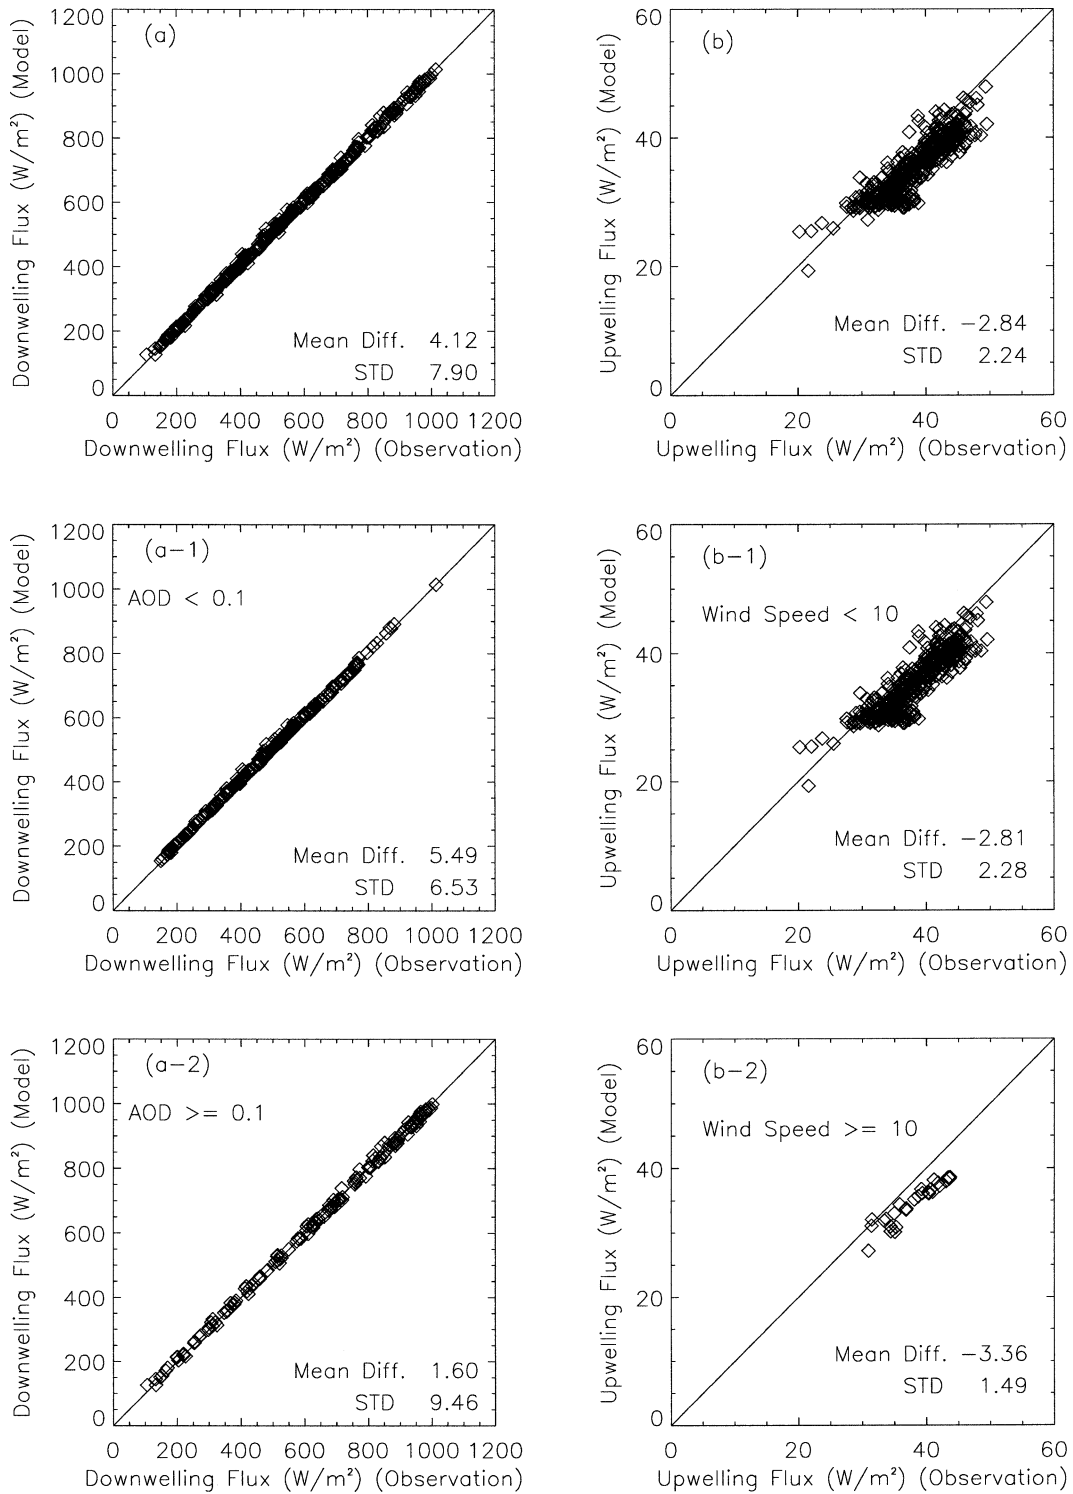 (a)
Downwelling Flux (W/m²) (Model)
1200
1000
800
600
400
200
0
Mean Diff. 4.12
STD 7.90
0 200 400 600 800 1000 1200
Downwelling Flux (W/m²) (Observation)
(b)
Upwelling Flux (W/m²) (Model)
60
40
20
0
Mean Diff. −2.84
STD 2.24
0 20 40 60
Upwelling Flux (W/m²) (Observation)
(a−1)
AOD < 0.1
Downwelling Flux (W/m²) (Model)
1200
1000
800
600
400
200
0
Mean Diff. 5.49
STD 6.53
0 200 400 600 800 1000 1200
Downwelling Flux (W/m²) (Observation)
(b−1)
Wind Speed < 10
Upwelling Flux (W/m²) (Model)
60
40
20
0
Mean Diff. −2.81
STD 2.28
0 20 40 60
Upwelling Flux (W/m²) (Observation)
(a−2)
AOD >= 0.1
Downwelling Flux (W/m²) (Model)
1200
1000
800
600
400
200
0
Mean Diff. 1.60
STD 9.46
0 200 400 600 800 1000 1200
Downwelling Flux (W/m²) (Observation)
(b−2)
Wind Speed >= 10
Upwelling Flux (W/m²) (Model)
60
40
20
0
Mean Diff. −3.36
STD 1.49
0 20 40 60
Upwelling Flux (W/m²) (Observation)